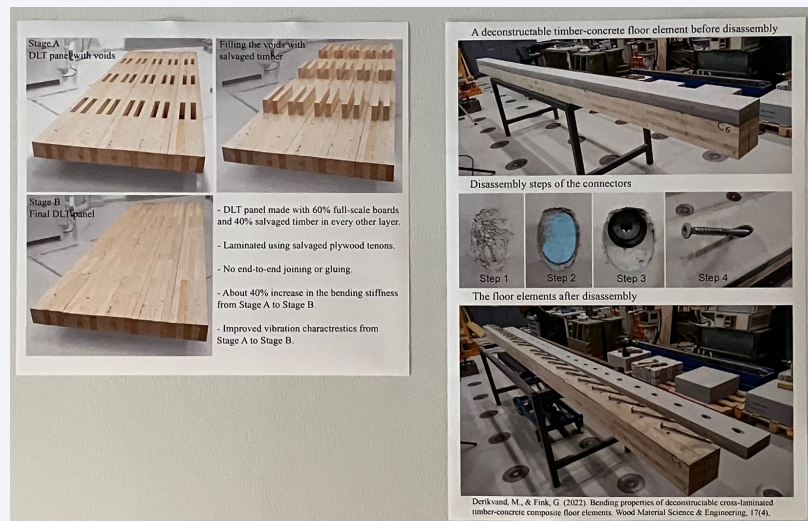 Stage A
DLT panel with voids
Filling the voids with
salvaged timber
Stage B
Final DLT panel
- DLT panel made with 60% full-scale boards
and 40% salvaged timber in every other layer.
- Laminated using salvaged plywood tenons.
- No end-to-end joining or gluing.
- About 40% increase in the bending stiffness
from Stage A to Stage B.
- Improved vibration charactrestics from
Stage A to Stage B.
A deconstructable timber-concrete floor element before disassembly
Disassembly steps of the connectors
Step 1
Step 2
Step 3
Step 4
The floor elements after disassembly
Derikvand, M., & Fink, G. (2022). Bending properties of deconstructable cross-laminated
timber-concrete composite floor elements. Wood Material Science & Engineering, 17(4),